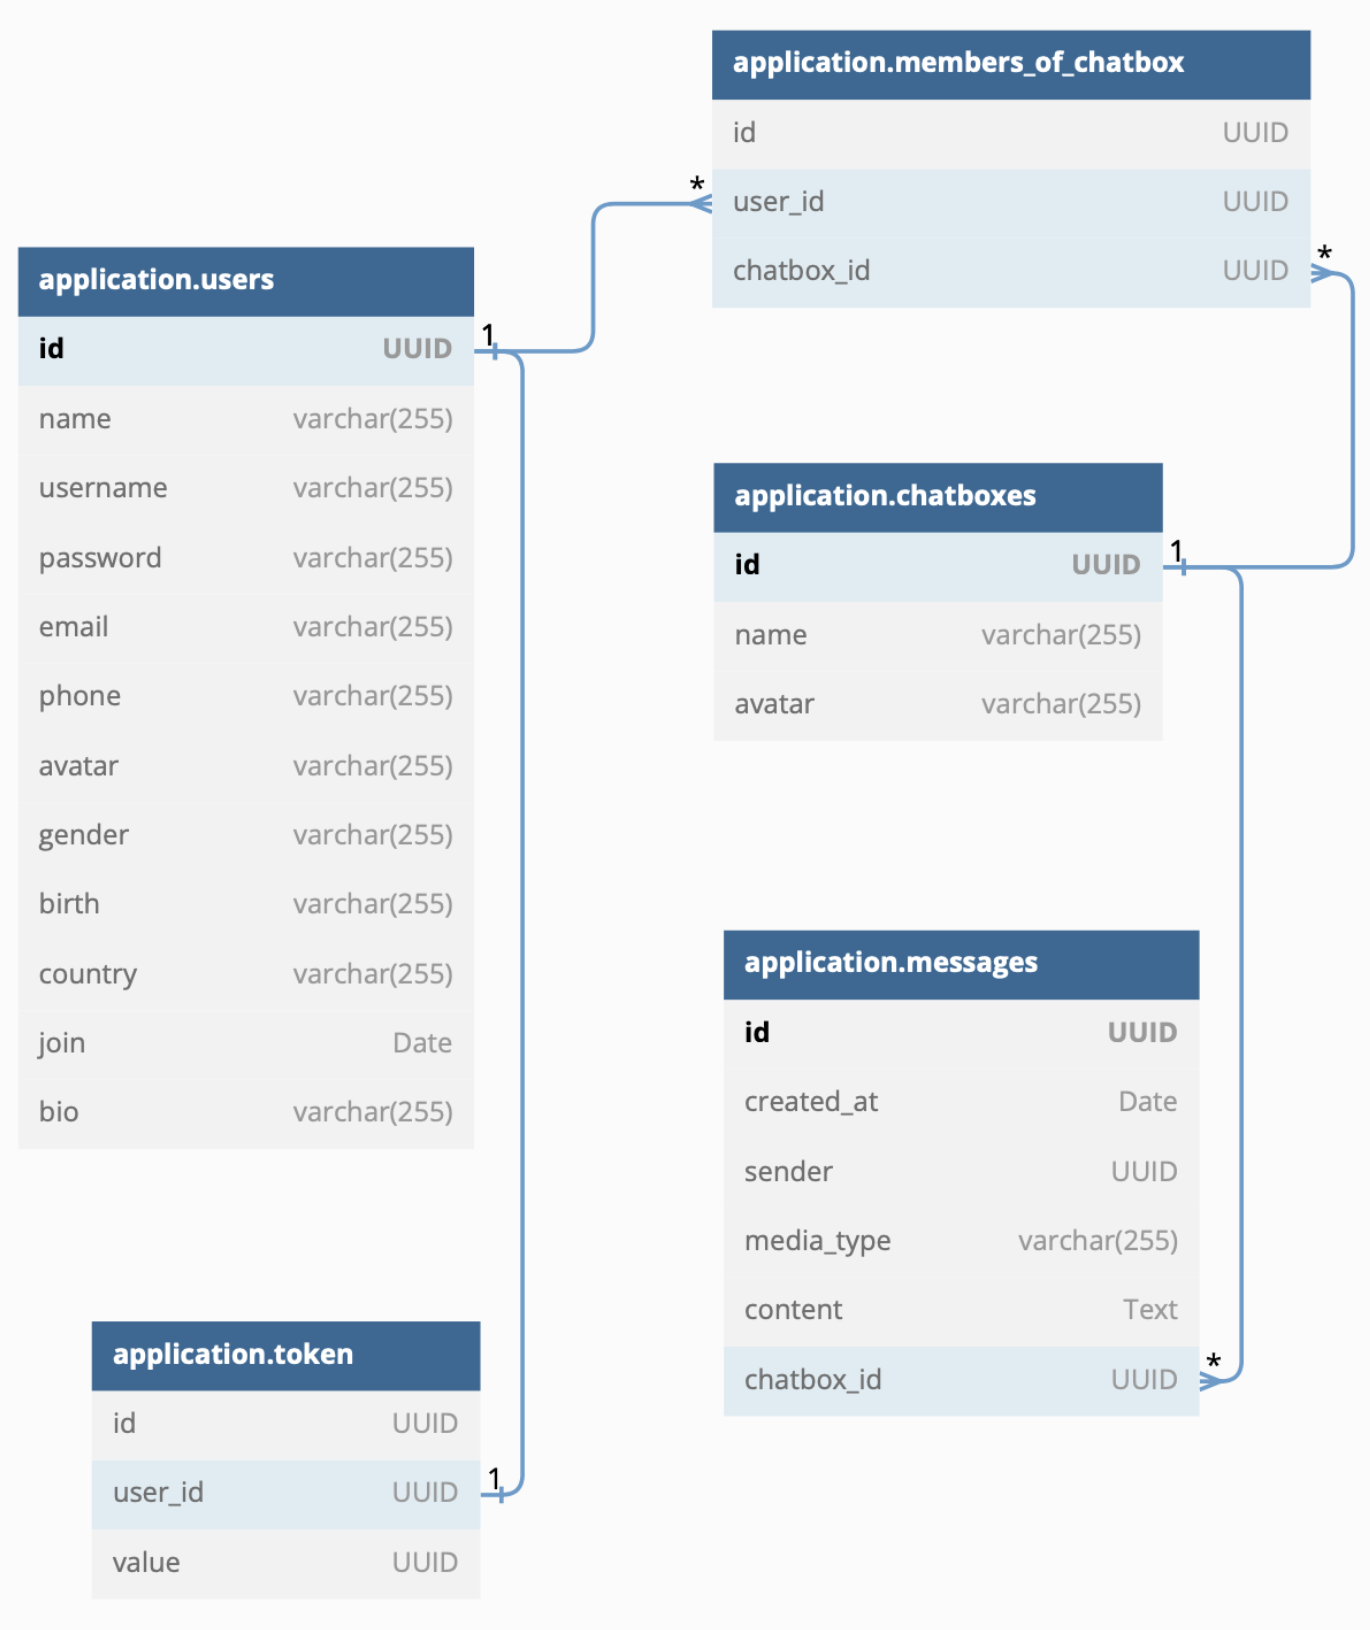 application.members_of_chatbox
id UUID
* user_id UUID
chatbox_id UUID *
application.users
id UUID 1
name varchar(255)
username varchar(255)
password varchar(255)
email varchar(255)
phone varchar(255)
avatar varchar(255)
gender varchar(255)
birth varchar(255)
country varchar(255)
join Date
bio varchar(255)
application.chatboxes
id UUID 1
name varchar(255)
avatar varchar(255)
application.messages
id UUID
created_at Date
sender UUID
media_type varchar(255)
content Text
chatbox_id UUID *
application.token
id UUID
user_id UUID 1
value UUID